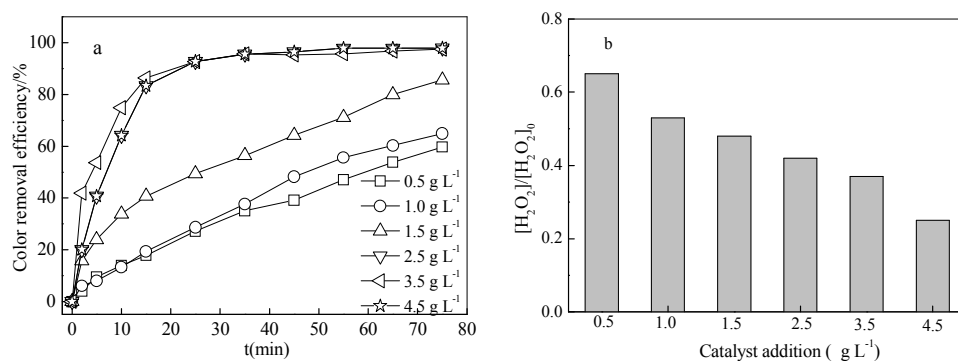 a
100
80
60
40
20
0
Color removal efficiency/%
0 10 20 30 40 50 60 70 80
t(min)
0.5 g L⁻¹
1.0 g L⁻¹
1.5 g L⁻¹
2.5 g L⁻¹
3.5 g L⁻¹
4.5 g L⁻¹
b
0.8
0.6
0.4
0.2
0.0
[H₂O₂]/[H₂O₂]₀
0.5 1.0 1.5 2.5 3.5 4.5
Catalyst addition ( g L⁻¹)